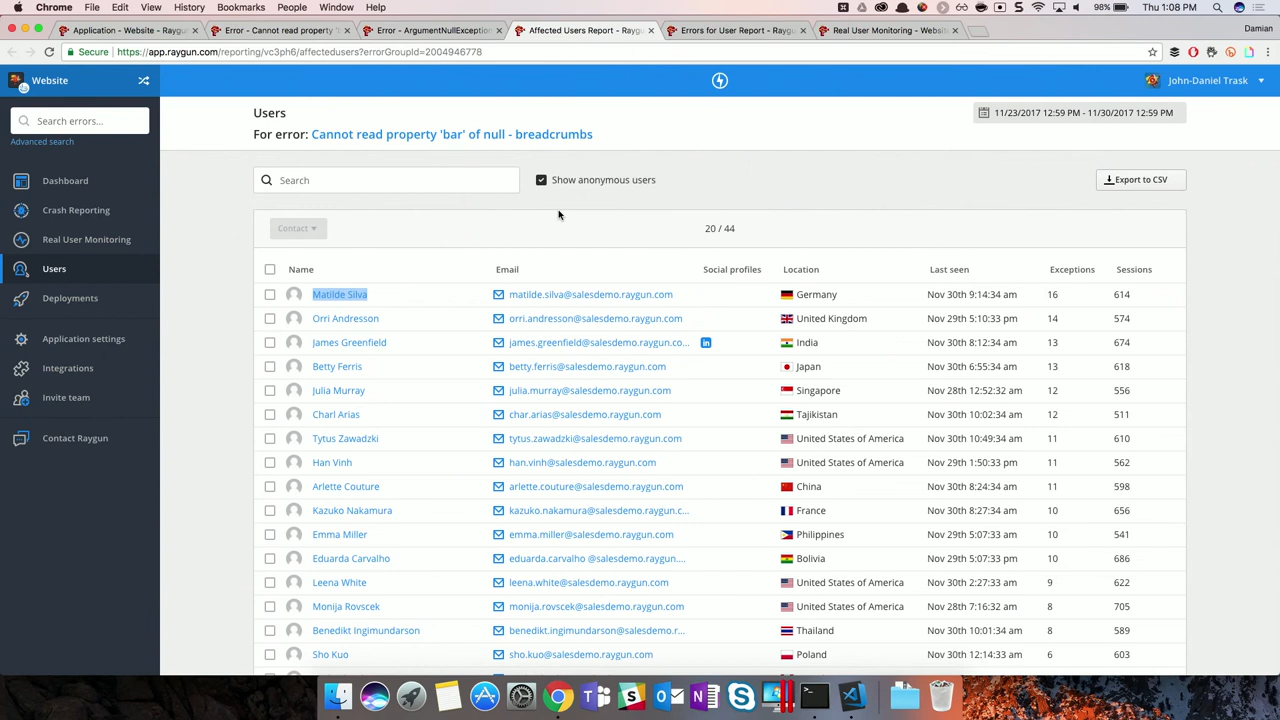 Chrome File Edit View History Bookmarks People Window Help 98% Thu 1:08 PM
Application - Website - Raygun Error - Cannot read property ' Error - ArgumentNullException Affected Users Report - Raygu Errors for User Report - Raygu Real User Monitoring - Website Damian
Secure https://app.raygun.com/reporting/vc3ph6/affectedusers?errorGroupId=2004946778
Website
John-Daniel Trask
Search errors...
Advanced search
Dashboard
Crash Reporting
Real User Monitoring
Users
Deployments
Application settings
Integrations
Invite team
Contact Raygun
Users
11/23/2017 12:59 PM - 11/30/2017 12:59 PM
For error: Cannot read property 'bar' of null - breadcrumbs
Search
Show anonymous users
Export to CSV
Contact
20 / 44
Name Email Social profiles Location Last seen Exceptions Sessions
Matilde Silva matilde.silva@salesdemo.raygun.com Germany Nov 30th 9:14:34 am 16 614
Orri Andresson orri.andresson@salesdemo.raygun.com United Kingdom Nov 29th 5:10:33 pm 14 574
James Greenfield james.greenfield@salesdemo.raygun.co... in India Nov 30th 8:12:34 am 13 674
Betty Ferris betty.ferris@salesdemo.raygun.com Japan Nov 30th 6:55:34 am 13 618
Julia Murray julia.murray@salesdemo.raygun.com Singapore Nov 28th 12:52:32 am 12 556
Charl Arias char.arias@salesdemo.raygun.com Tajikistan Nov 30th 10:02:34 am 12 511
Tytus Zawadzki tytus.zawadzki@salesdemo.raygun.com United States of America Nov 30th 10:49:34 am 11 610
Han Vinh han.vinh@salesdemo.raygun.com United States of America Nov 29th 1:50:33 pm 11 562
Arlette Couture arlette.couture@salesdemo.raygun.com China Nov 30th 8:24:34 am 11 598
Kazuko Nakamura kazuko.nakamura@salesdemo.raygun.c... France Nov 30th 8:27:34 am 10 656
Emma Miller emma.miller@salesdemo.raygun.com Philippines Nov 29th 5:07:33 am 10 541
Eduarda Carvalho eduarda.carvalho @salesdemo.raygun.... Bolivia Nov 29th 5:07:33 pm 10 686
Leena White leena.white@salesdemo.raygun.com United States of America Nov 30th 2:27:33 am 9 622
Monija Rovscek monija.rovscek@salesdemo.raygun.com United States of America Nov 28th 7:16:32 am 8 705
Benedikt Ingimundarson benedikt.ingimundarson@salesdemo.r... Thailand Nov 30th 10:01:34 am 8 589
Sho Kuo sho.kuo@salesdemo.raygun.com Poland Nov 30th 12:14:33 am 6 603